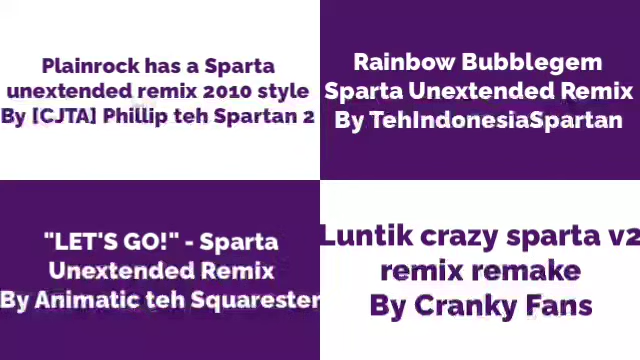 Plainrock has a Sparta
unextended remix 2010 style
By [CJTA] Phillip teh Spartan 2
Rainbow Bubblegem
Sparta Unextended Remix
By TehIndonesiaSpartan
"LET'S GO!" - Sparta
Unextended Remix
By Animatic teh Squarester
Luntik crazy sparta v2
remix remake
By Cranky Fans